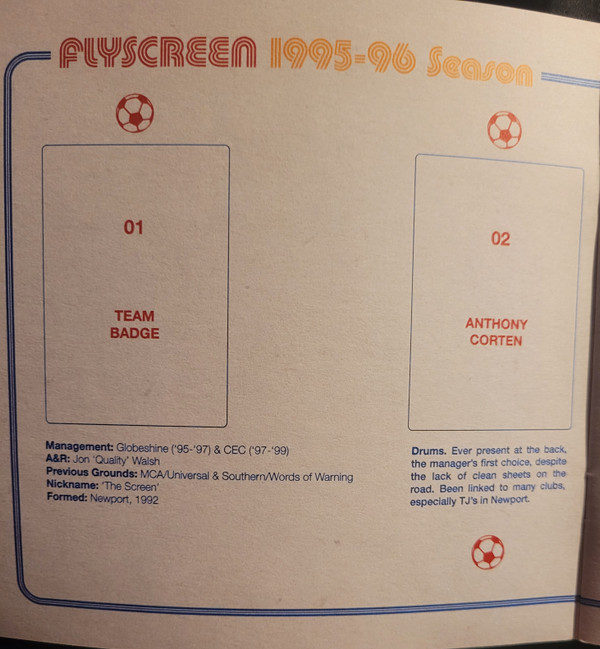 FLYSCREEN 1995-96 Season
01
TEAM
BADGE
Management: Globeshine ('95-'97) & CEC ('97-'99)
A&R: Jon 'Quality' Walsh
Previous Grounds: MCA/Universal & Southern/Words of Warning
Nickname: 'The Screen'
Formed: Newport, 1992
02
ANTHONY
CORTEN
Drums. Ever present at the back,
the manager's first choice, despite
the lack of clean sheets on the
road. Been linked to many clubs,
especially TJ's in Newport.